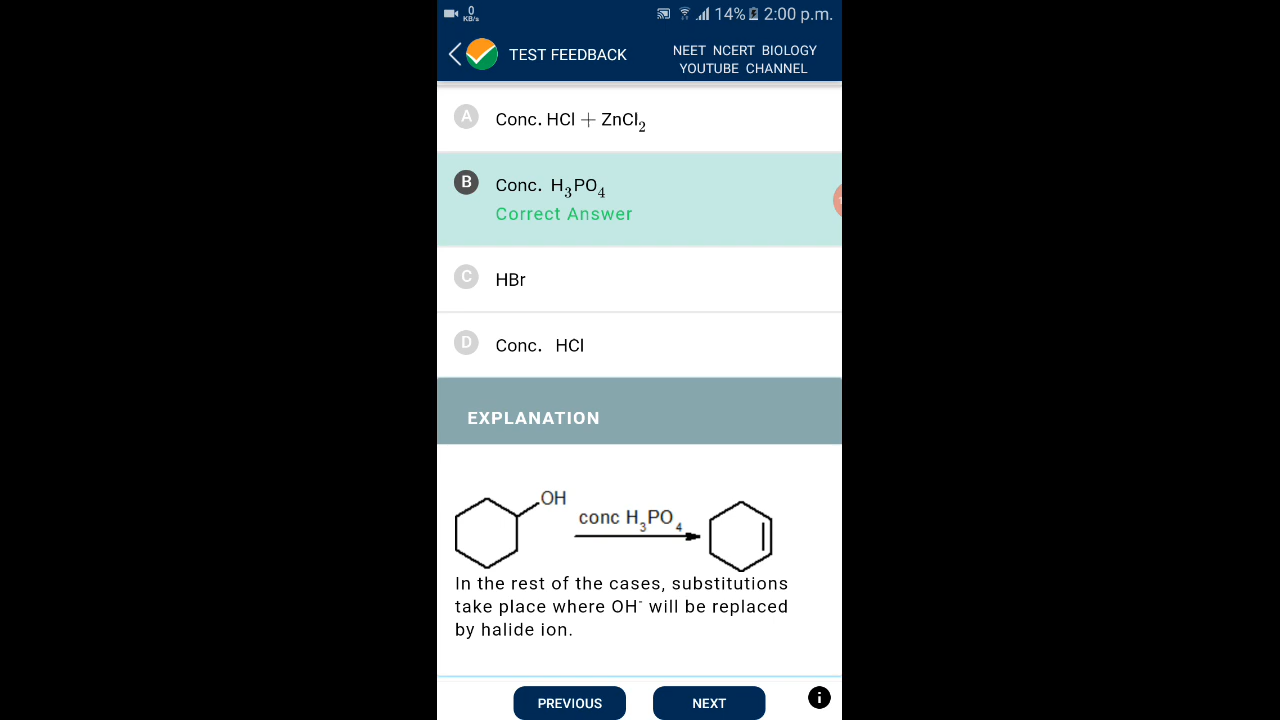 0
KB/s
14% 2:00 p.m.
TEST FEEDBACK
NEET NCERT BIOLOGY
YOUTUBE CHANNEL
A Conc. HCl + ZnCl₂
B Conc. H₃PO₄
Correct Answer
C HBr
D Conc. HCl
EXPLANATION
OH
conc H₃PO₄
In the rest of the cases, substitutions
take place where OH⁻ will be replaced
by halide ion.
PREVIOUS
NEXT
i